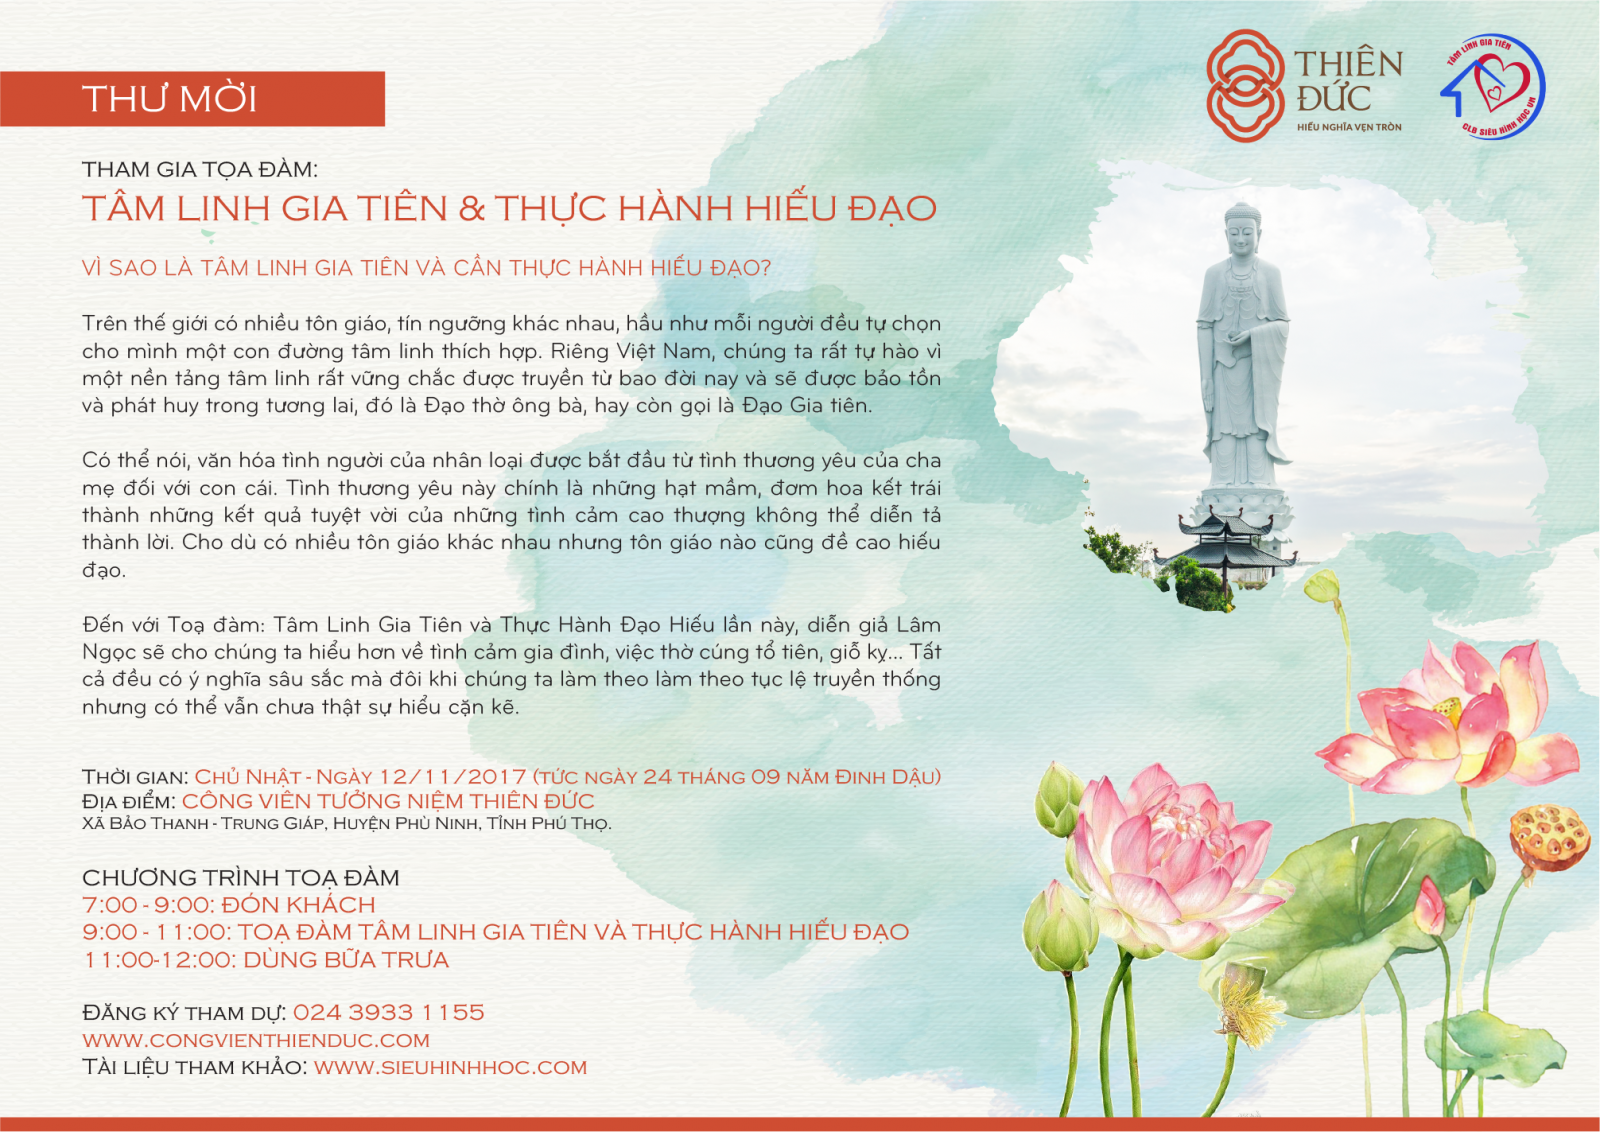 THƯ MỜI
THIÊN
ĐỨC
HIẾU NGHĨA VẸN TRÒN
TÂM LINH GIA TIÊN
CLB SIÊU HÌNH HỌC VN
THAM GIA TỌA ĐÀM:
TÂM LINH GIA TIÊN & THỰC HÀNH HIẾU ĐẠO
VÌ SAO LÀ TÂM LINH GIA TIÊN VÀ CẦN THỰC HÀNH HIẾU ĐẠO?
Trên thế giới có nhiều tôn giáo, tín ngưỡng khác nhau, hầu như mỗi người đều tự chọn
cho mình một con đường tâm linh thích hợp. Riêng Việt Nam, chúng ta rất tự hào vì
một nền tảng tâm linh rất vững chắc được truyền từ bao đời nay và sẽ được bảo tồn
và phát huy trong tương lai, đó là Đạo thờ ông bà, hay còn gọi là Đạo Gia tiên.
Có thể nói, văn hóa tình người của nhân loại được bắt đầu từ tình thương yêu của cha
mẹ đối với con cái. Tình thương yêu này chính là những hạt mầm, đơm hoa kết trái
thành những kết quả tuyệt vời của những tình cảm cao thượng không thể diễn tả
thành lời. Cho dù có nhiều tôn giáo khác nhau nhưng tôn giáo nào cũng đề cao hiếu
đạo.
Đến với Toạ đàm: Tâm Linh Gia Tiên và Thực Hành Đạo Hiếu lần này, diễn giả Lâm
Ngọc sẽ cho chúng ta hiểu hơn về tình cảm gia đình, việc thờ cúng tổ tiên, giỗ kỵ... Tất
cả đều có ý nghĩa sâu sắc mà đôi khi chúng ta làm theo làm theo tục lệ truyền thống
nhưng có thể vẫn chưa thật sự hiểu cặn kẽ.
THỜI GIAN: CHỦ NHẬT - NGÀY 12/11/2017 (TỨC NGÀY 24 THÁNG 09 NĂM ĐINH DẬU)
ĐỊA ĐIỂM: CÔNG VIÊN TƯỞNG NIỆM THIÊN ĐỨC
XÃ BẢO THANH - TRUNG GIÁP, HUYỆN PHÙ NINH, TỈNH PHÚ THỌ.
CHƯƠNG TRÌNH TOẠ ĐÀM
7:00 - 9:00: ĐÓN KHÁCH
9:00 - 11:00: TOẠ ĐÀM TÂM LINH GIA TIÊN VÀ THỰC HÀNH HIẾU ĐẠO
11:00-12:00: DÙNG BỮA TRƯA
ĐĂNG KÝ THAM DỰ: 024 3933 1155
WWW.CONGVIENTHIENDUC.COM
TÀI LIỆU THAM KHẢO: WWW.SIEUHINHHOC.COM